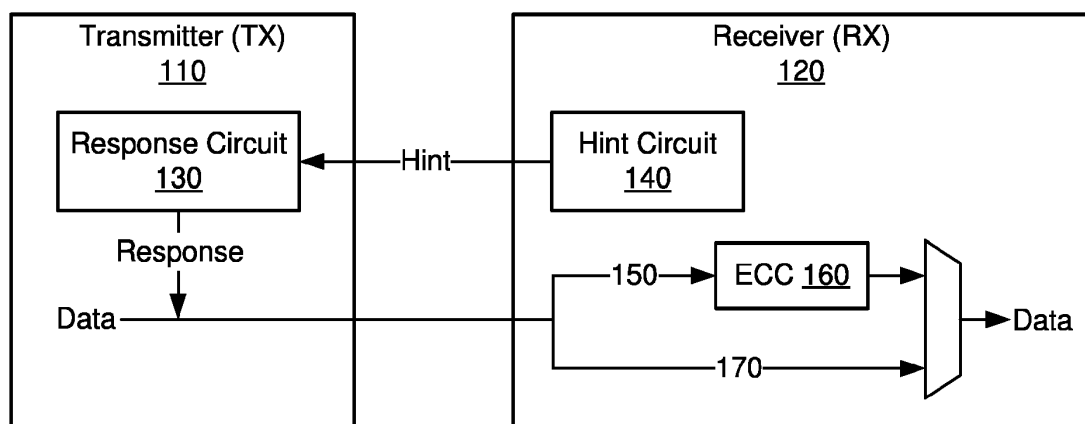 Transmitter (TX)
110
Response Circuit
130
Response
Data
Hint
Receiver (RX)
120
Hint Circuit
140
150
ECC 160
170
Data